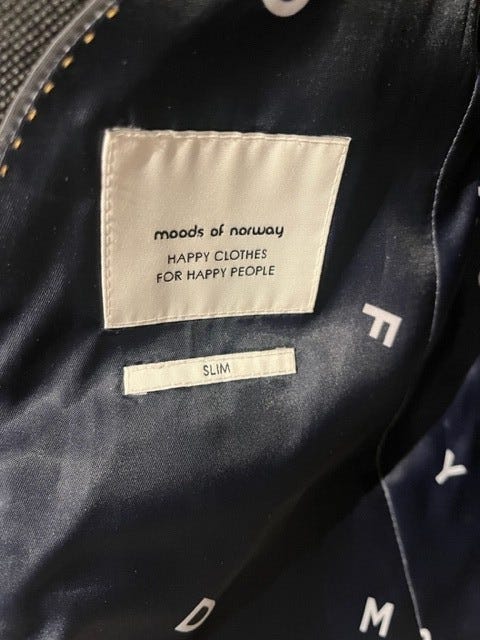 moods of norway
HAPPY CLOTHES
FOR HAPPY PEOPLE
F
SLIM
Y
D
M